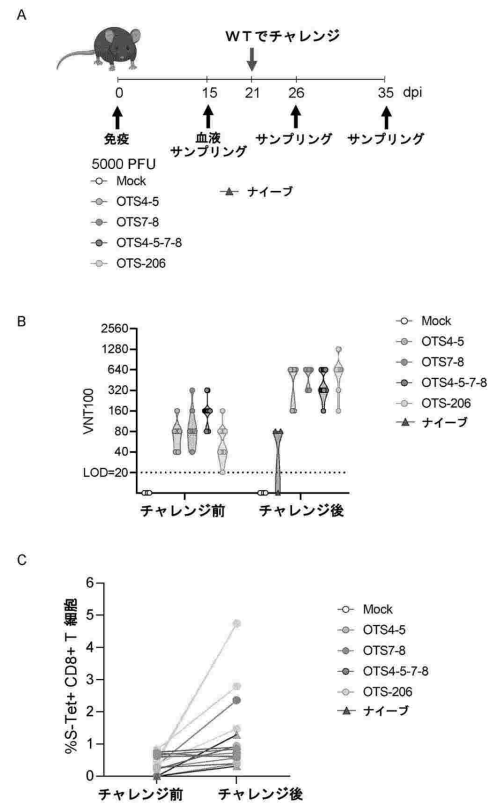 A
WTでチャレンジ
0
15
21
26
35
dpi
免疫
血液
サンプリング
サンプリング
サンプリング
5000 PFU
Mock
OTS4-5
OTS7-8
OTS4-5-7-8
OTS-206
ナイーブ
B
VNT100
2560
1280
640
320
160
80
40
LOD=20
チャレンジ前
チャレンジ後
Mock
OTS4-5
OTS7-8
OTS4-5-7-8
OTS-206
ナイーブ
C
%S-Tet+ CD8+ T 細胞
6
5
4
3
2
1
0
チャレンジ前
チャレンジ後
Mock
OTS4-5
OTS7-8
OTS4-5-7-8
OTS-206
ナイーブ